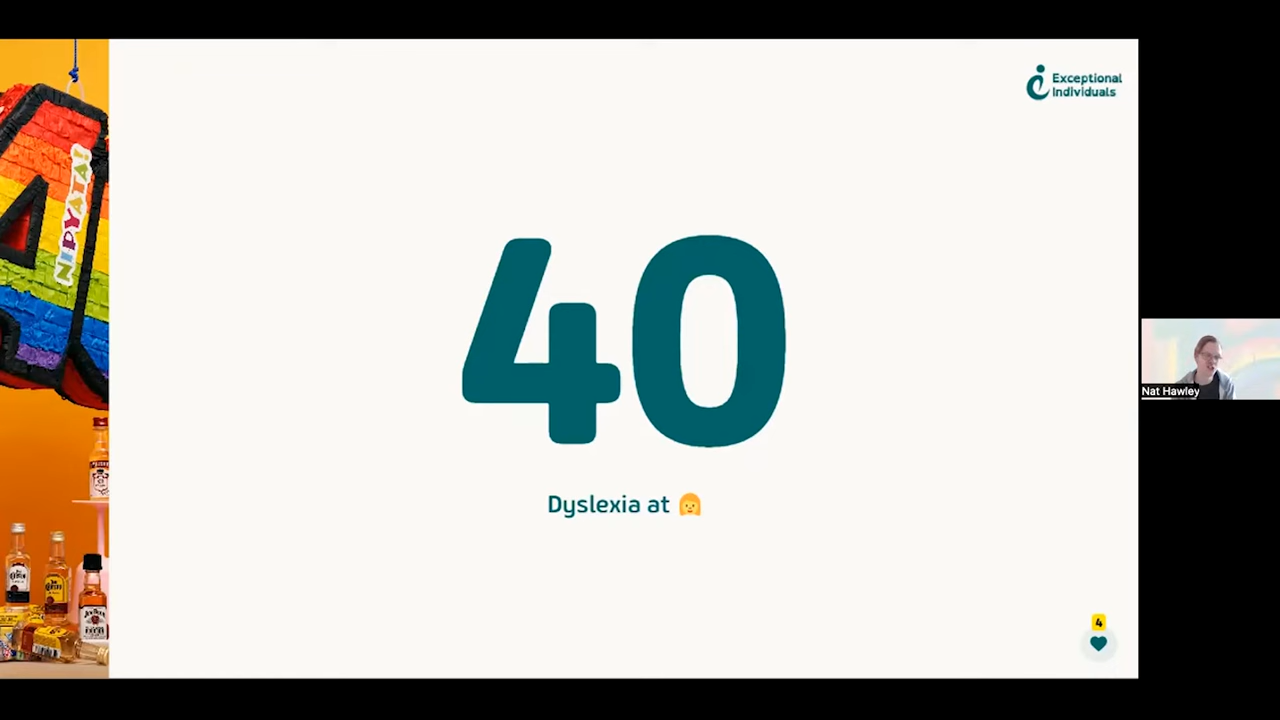 Exceptional
Individuals
NIPYATA!
40
Dyslexia at 👩
Nat Hawley
4